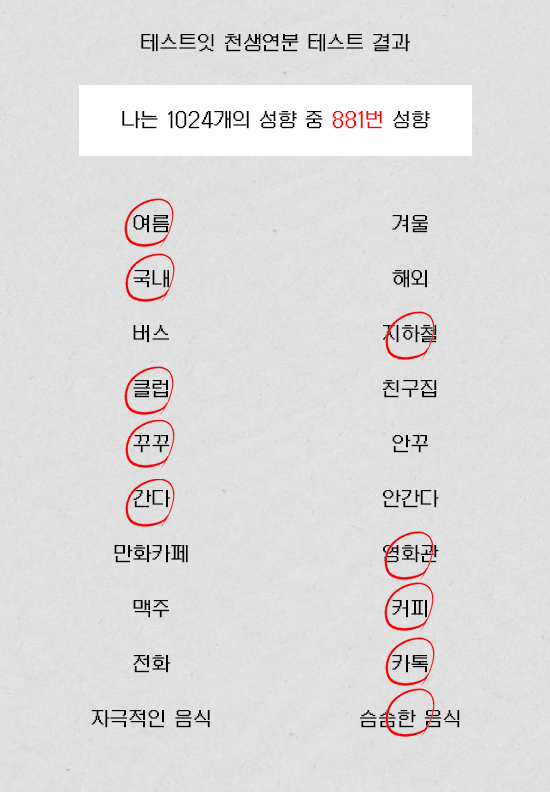 테스트잇 천생연분 테스트 결과
나는 1024개의 성향 중 881번 성향
여름 겨울
국내 해외
버스 지하철
클럽 친구집
꾸꾸 안꾸
간다 안간다
만화카페 영화관
맥주 커피
전화 카톡
자극적인 음식 슴슴한 음식